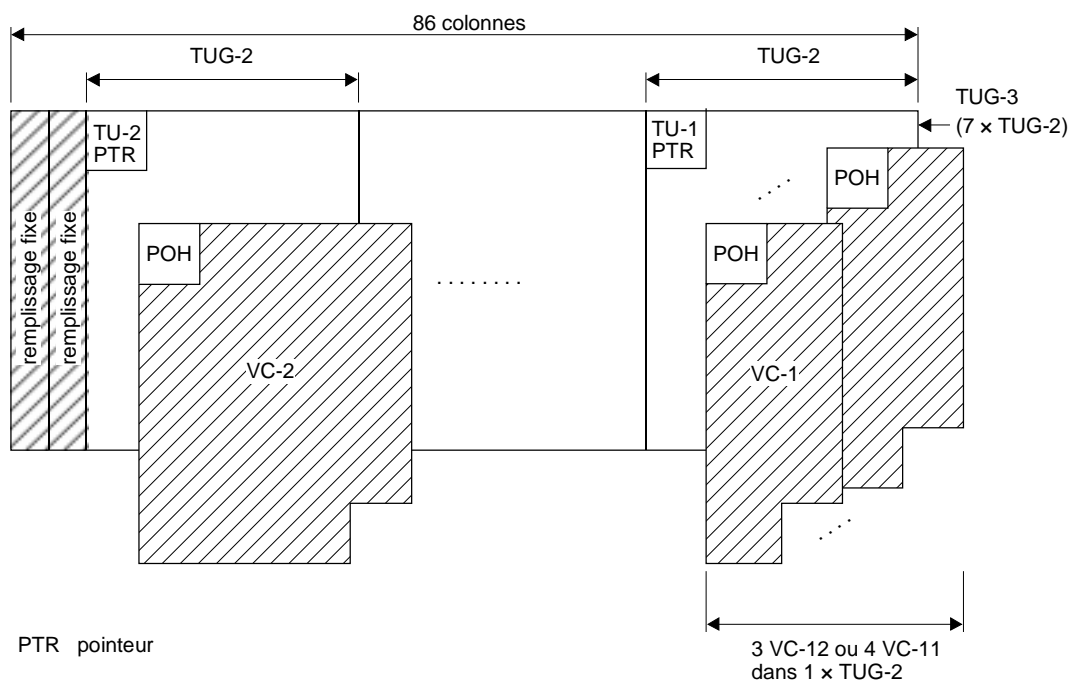 86 colonnes
TUG-2
TUG-2
TUG-3
(7 × TUG-2)
TU-2
PTR
TU-1
PTR
POH
remplissage fixe
remplissage fixe
POH
POH
VC-2
VC-1
PTR pointeur
3 VC-12 ou 4 VC-11
dans 1 × TUG-2